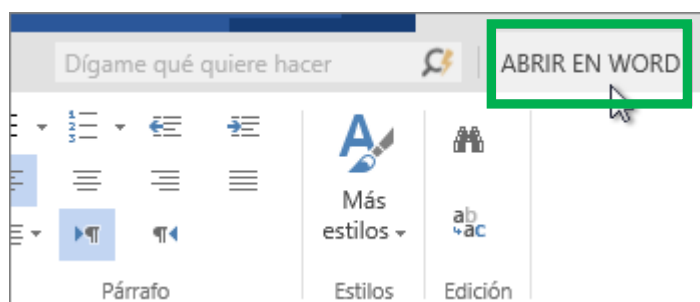 Dígame qué quiere hacer
ABRIR EN WORD
Más
estilos
Párrafo
Estilos
Edición